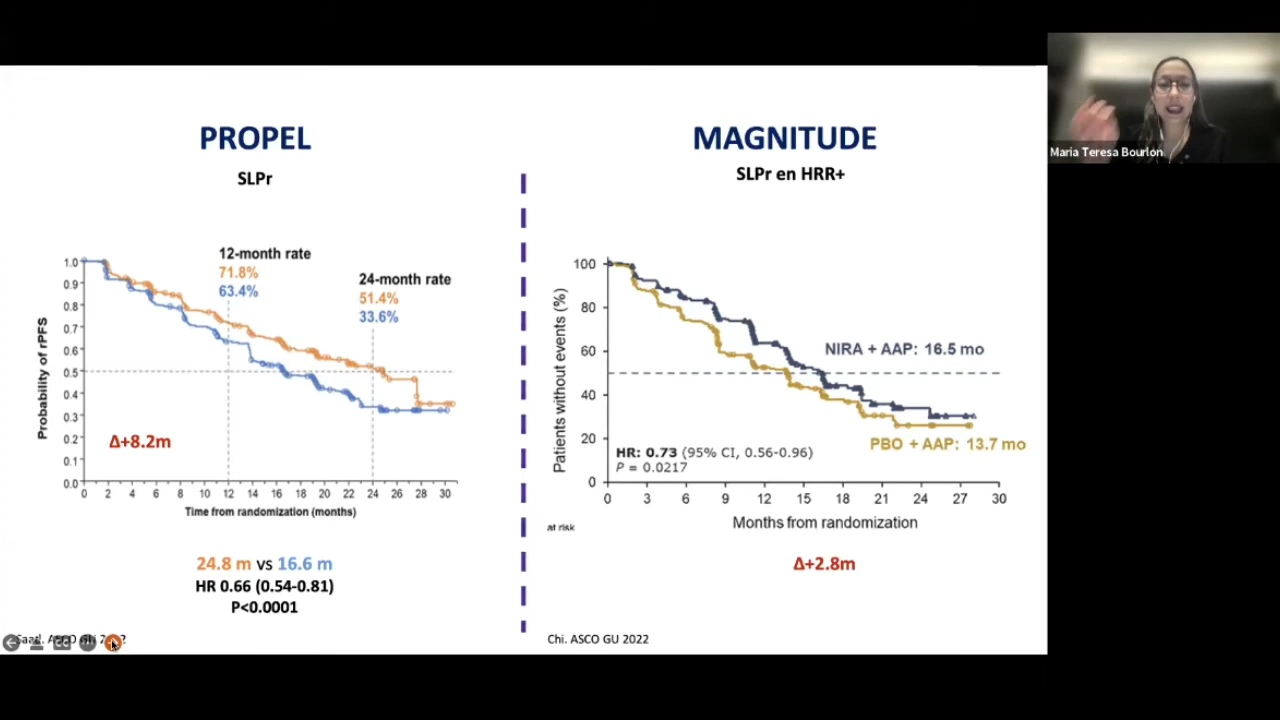 PROPEL
SLPr
12-month rate
71.8%
63.4%
24-month rate
51.4%
33.6%
Probability of rPFS
1.0
0.9
0.8
0.7
0.6
0.5
0.4
0.3
0.2
0.1
0.0
Δ+8.2m
0 2 4 6 8 10 12 14 16 18 20 22 24 26 28 30
Time from randomization (months)
24.8 m vs 16.6 m
HR 0.66 (0.54-0.81)
P<0.0001
MAGNITUDE
SLPr en HRR+
Patients without events (%)
100
80
60
40
20
0
NIRA + AAP: 16.5 mo
PBO + AAP: 13.7 mo
HR: 0.73 (95% CI, 0.56-0.96)
P = 0.0217
0 3 6 9 12 15 18 21 24 27 30
at risk
Months from randomization
Δ+2.8m
Chi. ASCO GU 2022
Maria Teresa Bourlon